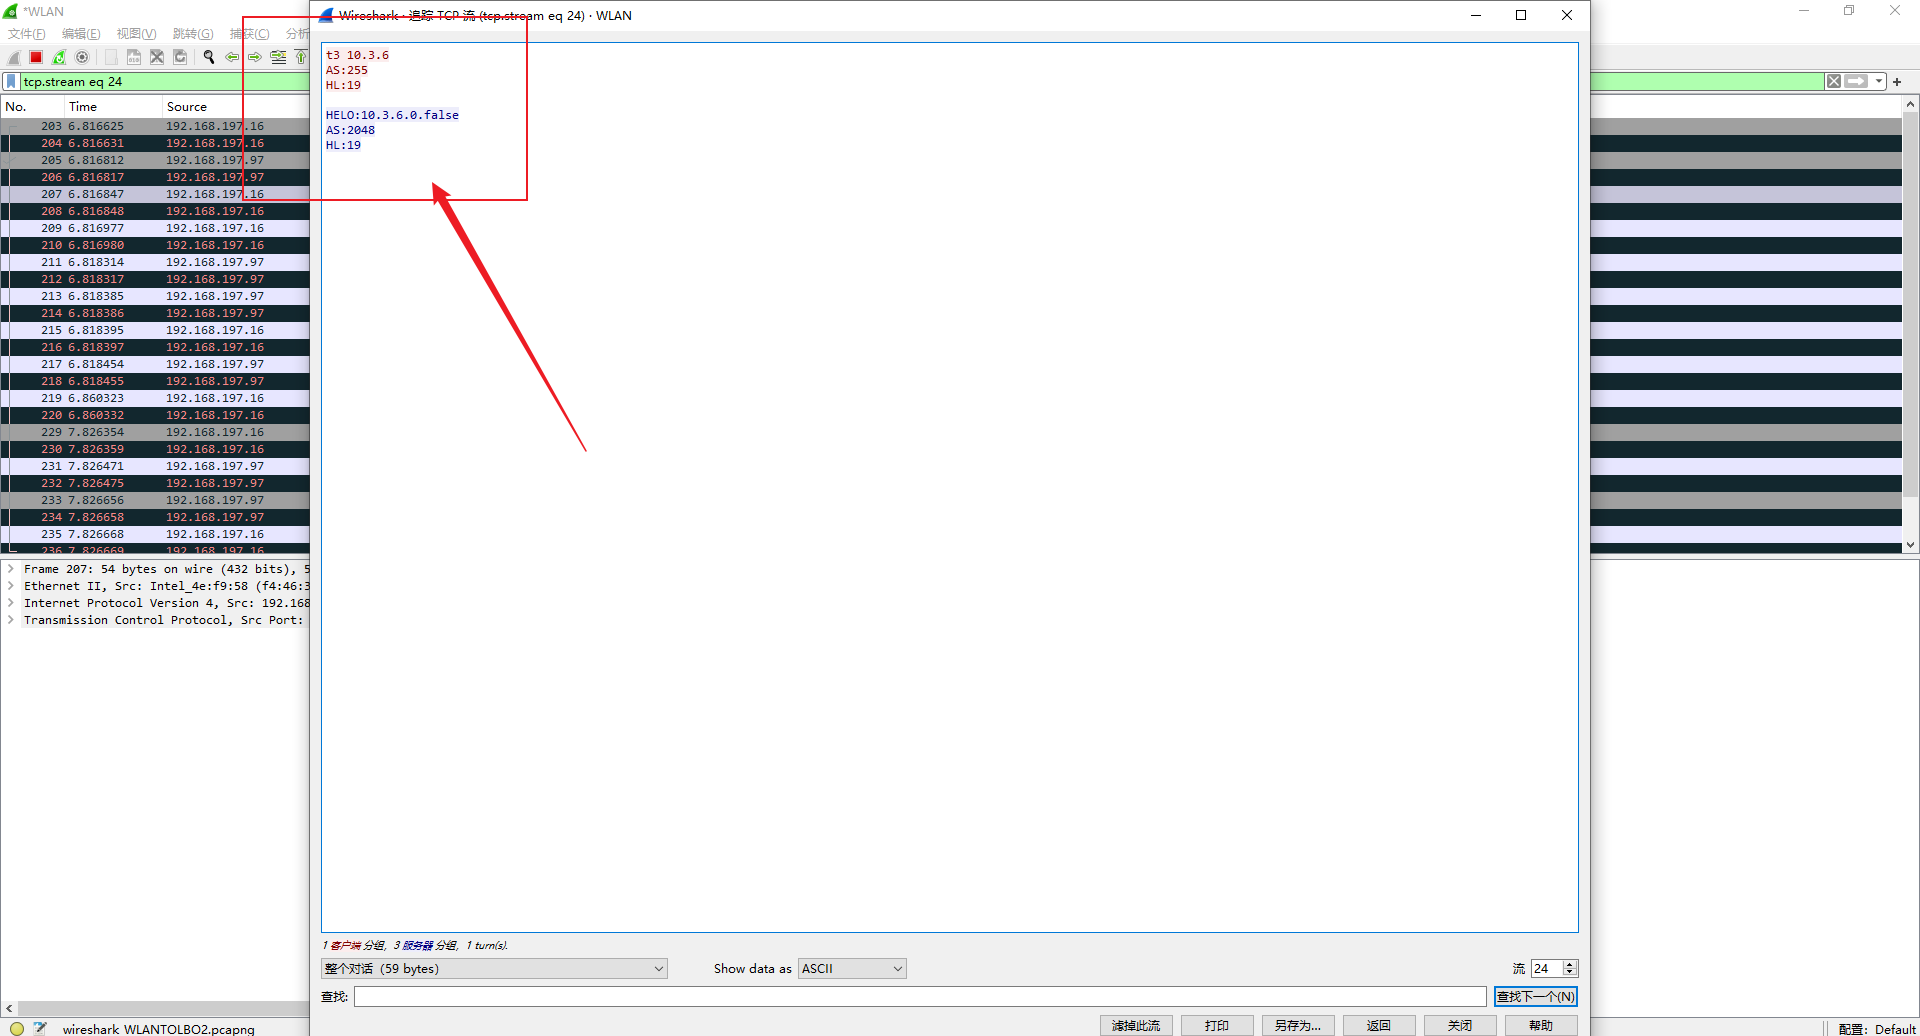 *WLAN
文件(F) 编辑(E) 视图(V) 跳转(G) 捕获(C) 分析
tcp.stream eq 24
No. Time Source
203 6.816625 192.168.197.16
204 6.816631 192.168.197.16
205 6.816812 192.168.197.97
206 6.816817 192.168.197.97
207 6.816847 192.168.197.16
208 6.816848 192.168.197.16
209 6.816977 192.168.197.16
210 6.816980 192.168.197.16
211 6.818314 192.168.197.97
212 6.818317 192.168.197.97
213 6.818385 192.168.197.97
214 6.818386 192.168.197.97
215 6.818395 192.168.197.16
216 6.818397 192.168.197.16
217 6.818454 192.168.197.97
218 6.818455 192.168.197.97
219 6.860323 192.168.197.16
220 6.860332 192.168.197.16
229 7.826354 192.168.197.16
230 7.826359 192.168.197.16
231 7.826471 192.168.197.97
232 7.826475 192.168.197.97
233 7.826656 192.168.197.97
234 7.826658 192.168.197.97
235 7.826668 192.168.197.16
236 7.826669 192.168.197.16
Frame 207: 54 bytes on wire (432 bits), 5
Ethernet II, Src: Intel_4e:f9:58 (f4:46:3
Internet Protocol Version 4, Src: 192.168
Transmission Control Protocol, Src Port:
wireshark_WLANTOLBO2.pcapng
Wireshark · 追踪 TCP 流 (tcp.stream eq 24) · WLAN
t3 10.3.6
AS:255
HL:19
HELO:10.3.6.0.false
AS:2048
HL:19
1 客户端 分组, 3 服务器 分组, 1 turn(s).
整个对话 (59 bytes) Show data as ASCII 流 24
查找: 查找下一个(N)
滤掉此流 打印 另存为... 返回 关闭 帮助
配置: Default